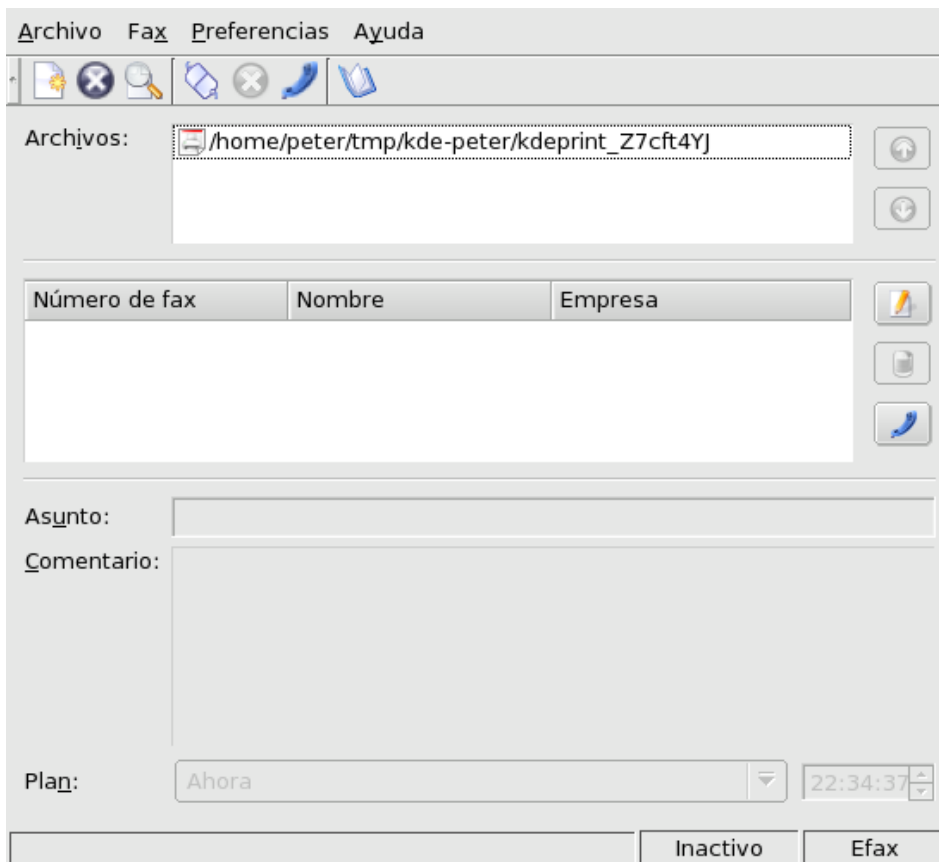 Archivo Fax Preferencias Ayuda
Archivos:
/home/peter/tmp/kde-peter/kdeprint_Z7cft4YJ
Número de fax Nombre Empresa
Asunto:
Comentario:
Plan: Ahora 22:34:37
Inactivo Efax